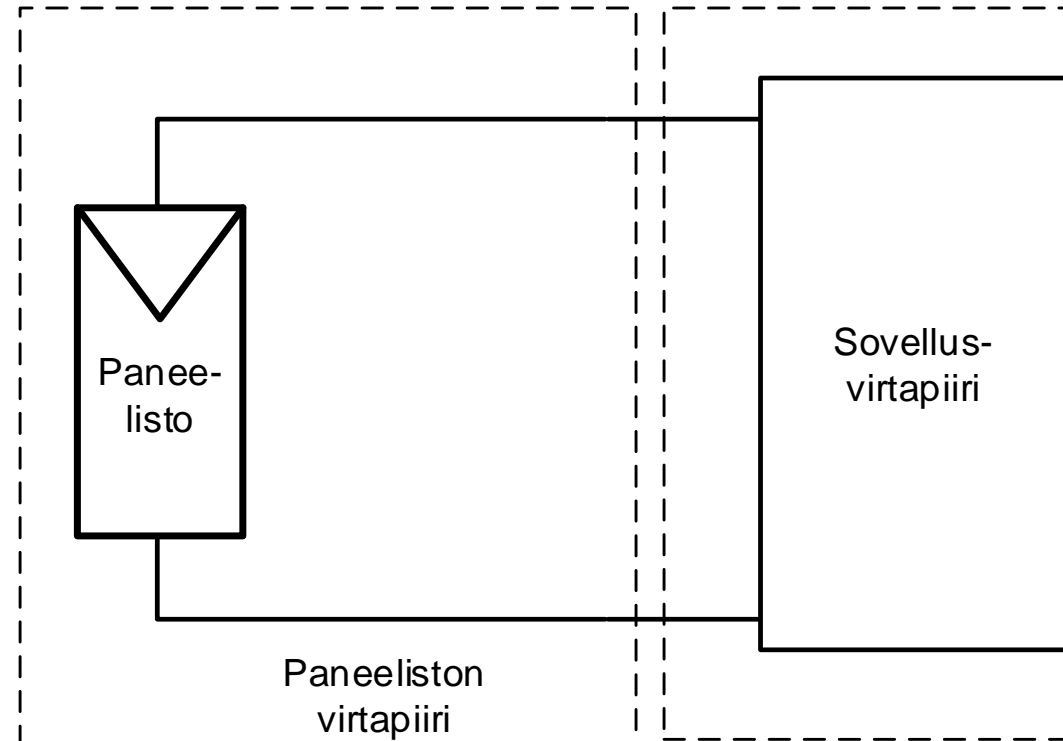 Panee-
listo
Sovellus-
virtapiiri
Paneeliston
virtapiiri